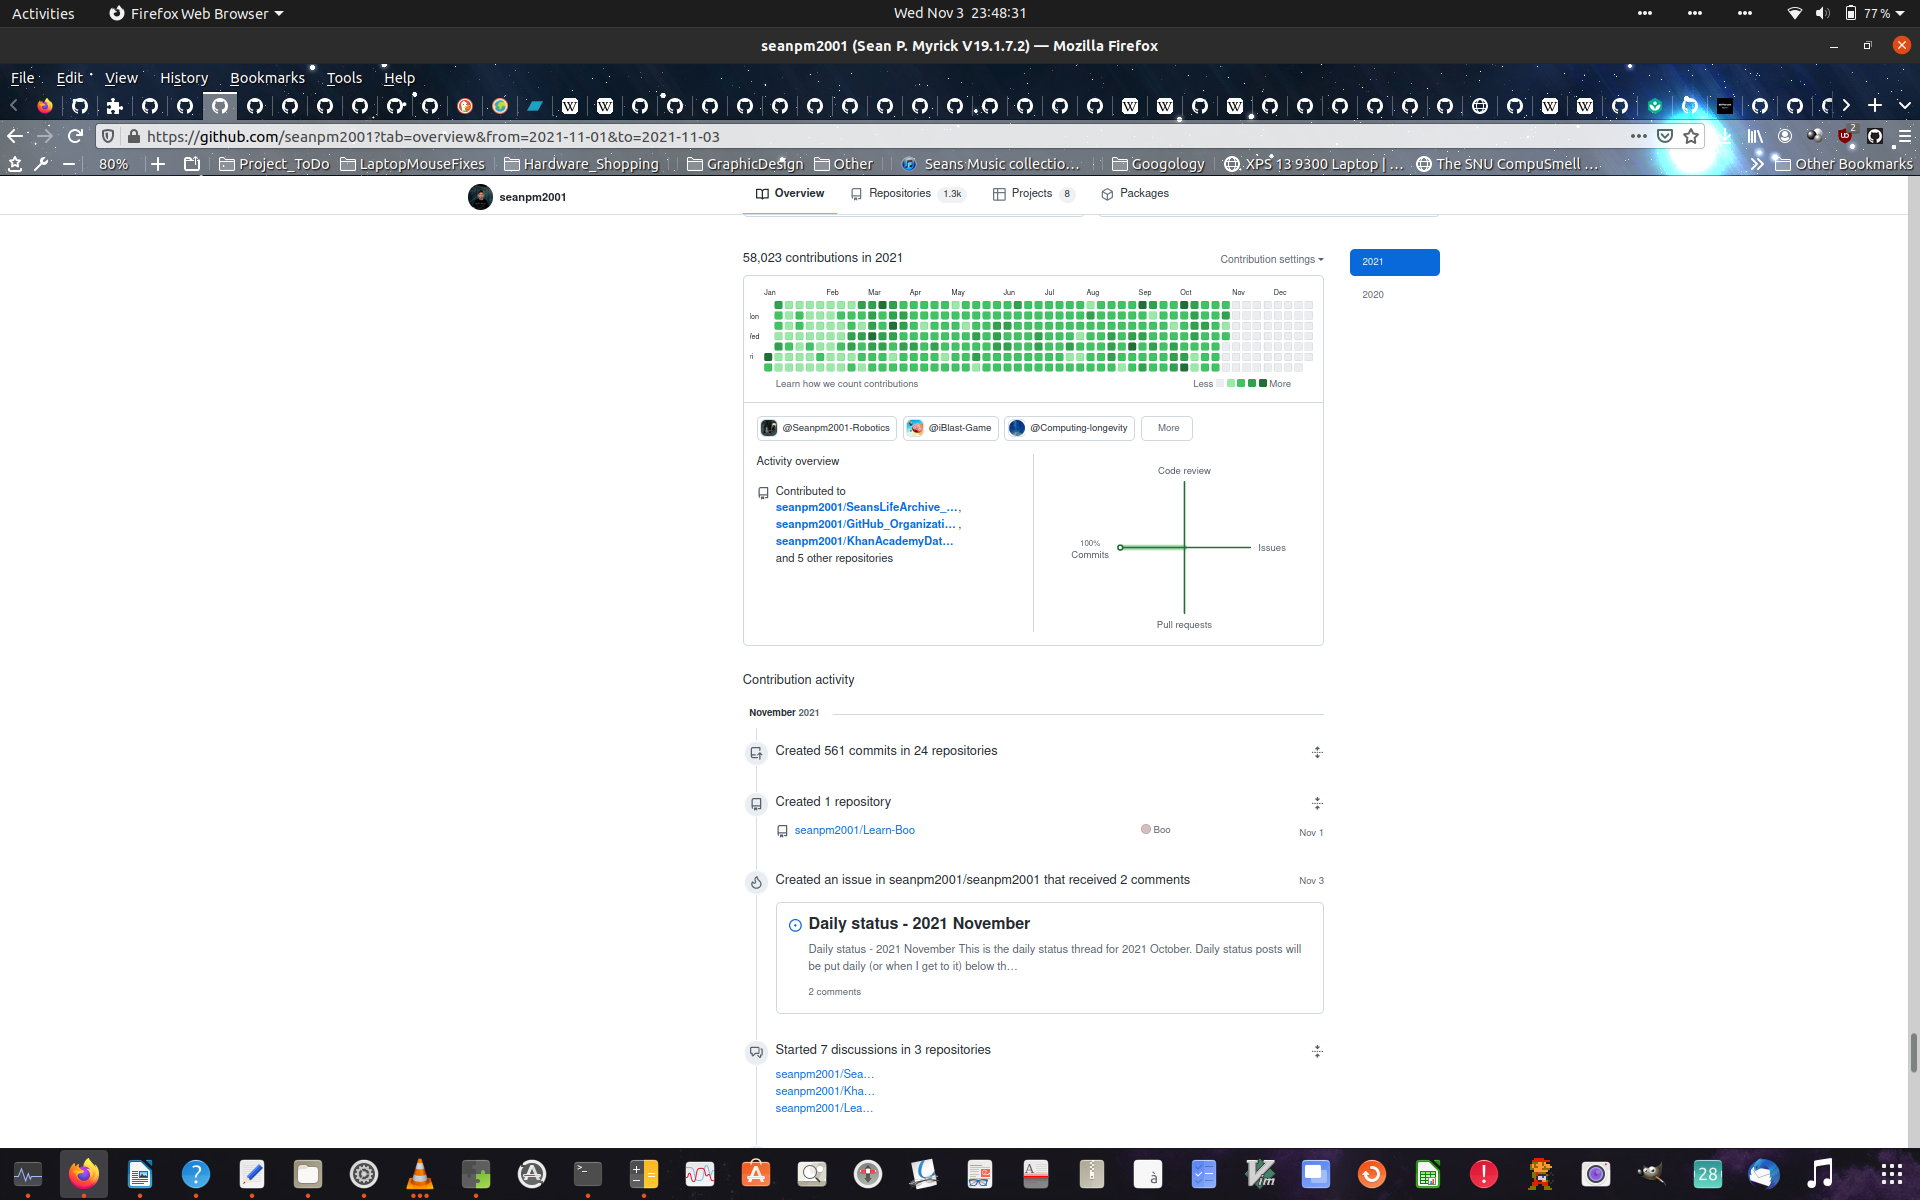 Activities
Firefox Web Browser
Wed Nov 3 23:48:31
77%
seanpm2001 (Sean P. Myrick V19.1.7.2) — Mozilla Firefox
File Edit View History Bookmarks Tools Help
https://github.com/seanpm2001?tab=overview&from=2021-11-01&to=2021-11-03
2
80%
Project_ToDo
LaptopMouseFixes
Hardware_Shopping
GraphicDesign
Other
Seans Music collectio…
Googology
XPS 13 9300 Laptop | …
The SNU CompuSmell …
Other Bookmarks
seanpm2001
Overview
Repositories 1.3k
Projects 8
Packages
58,023 contributions in 2021
Contribution settings
2021
2020
Jan Feb Mar Apr May Jun Jul Aug Sep Oct Nov Dec
lon
Ved
ri
Learn how we count contributions
Less
More
@Seanpm2001-Robotics
@iBlast-Game
@Computing-longevity
More
Activity overview
Contributed to
seanpm2001/SeansLifeArchive_…,
seanpm2001/GitHub_Organizati… ,
seanpm2001/KhanAcademyDat…
and 5 other repositories
Code review
100%
Commits
Issues
Pull requests
Contribution activity
November 2021
Created 561 commits in 24 repositories
Created 1 repository
seanpm2001/Learn-Boo
Boo
Nov 1
Created an issue in seanpm2001/seanpm2001 that received 2 comments
Nov 3
Daily status - 2021 November
Daily status - 2021 November This is the daily status thread for 2021 October. Daily status posts will
be put daily (or when I get to it) below th…
2 comments
Started 7 discussions in 3 repositories
seanpm2001/Sea…
seanpm2001/Kha…
seanpm2001/Lea…
28